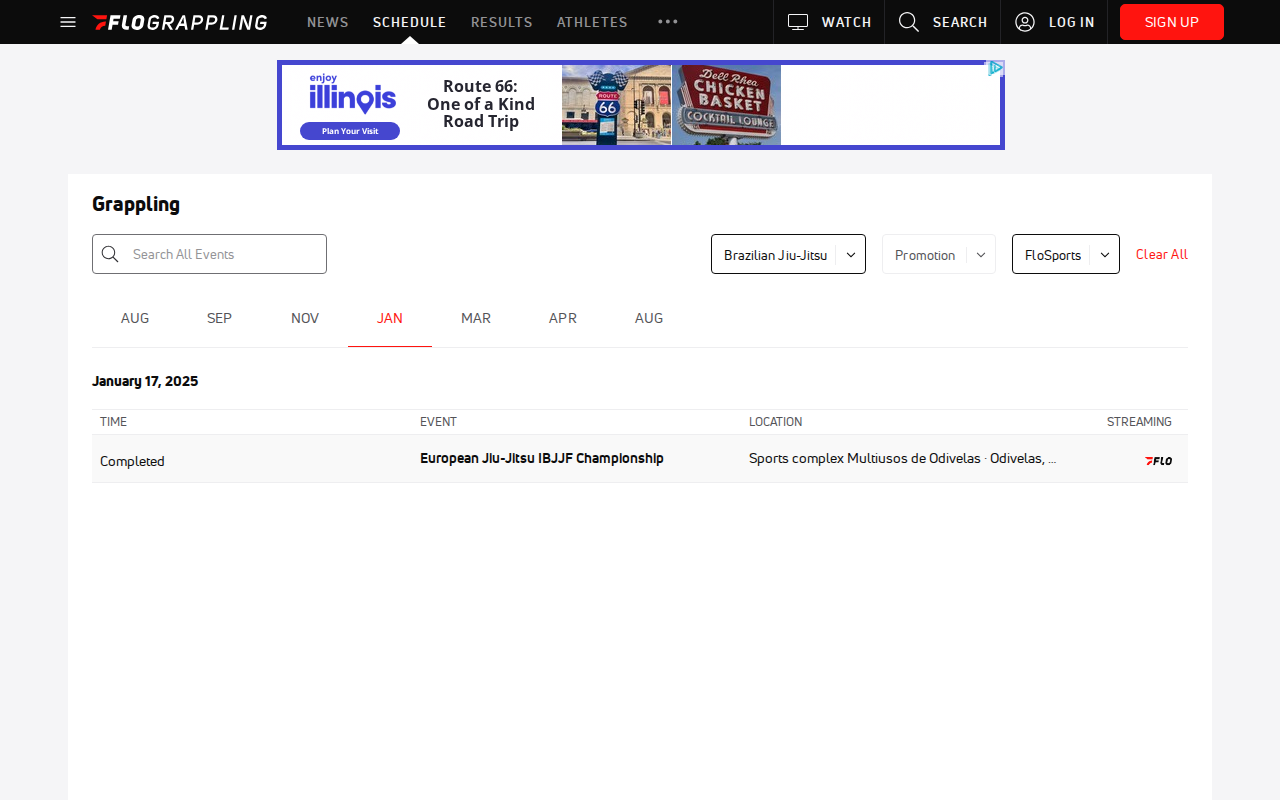 FLOGRAPPLING NEWS SCHEDULE RESULTS ATHLETES ••• WATCH SEARCH LOG IN SIGN UP
enjoy
illinois
Plan Your Visit
Route 66:
One of a Kind
Road Trip
ROUTE
66
Dell Rhea
CHICKEN
BASKET
COCKTAIL LOUNGE
Grappling
Search All Events
Brazilian Jiu-Jitsu
Promotion
FloSports
Clear All
AUG SEP NOV JAN MAR APR AUG
January 17, 2025
TIME EVENT LOCATION STREAMING
Completed European Jiu-Jitsu IBJJF Championship Sports complex Multiusos de Odivelas · Odivelas, ... FLO